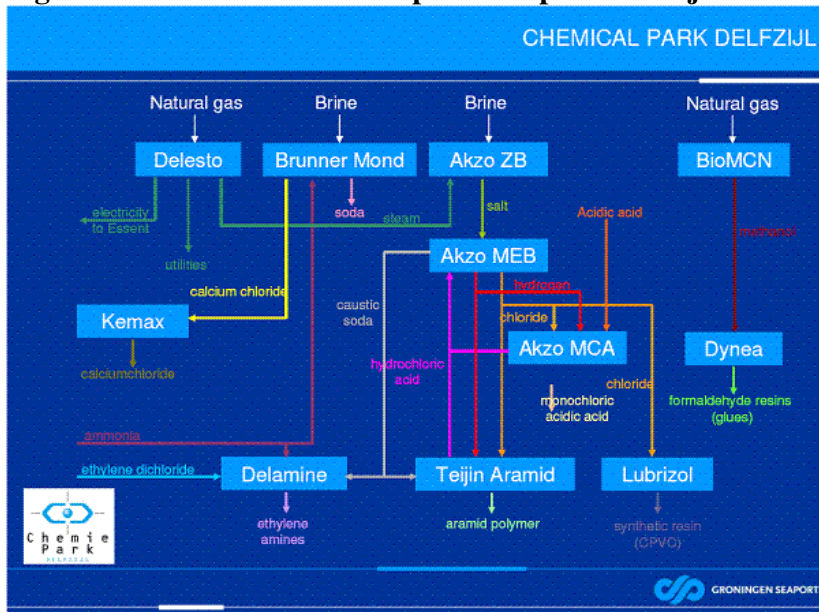 CHEMICAL PARK DELFZIJL
Natural gas
Brine
Brine
Natural gas
Delesto
Brunner Mond
Akzo ZB
BioMCN
electricity
to Essent
soda
steam
salt
Acidic acid
methanol
utilities
Akzo MEB
calcium chloride
hydrogen
caustic
soda
Kemax
chloride
Akzo MCA
Dynea
hydrochloric
acid
calciumchloride
chloride
monochloric
acidic acid
formaldehyde resins
(glues)
ammonia
ethylene dichloride
Delamine
Teijin Aramid
Lubrizol
ethylene
amines
aramid polymer
synthetic resin
(CPVC)
Chemie
Park
DELFZIJL
GRONINGEN SEAPORT